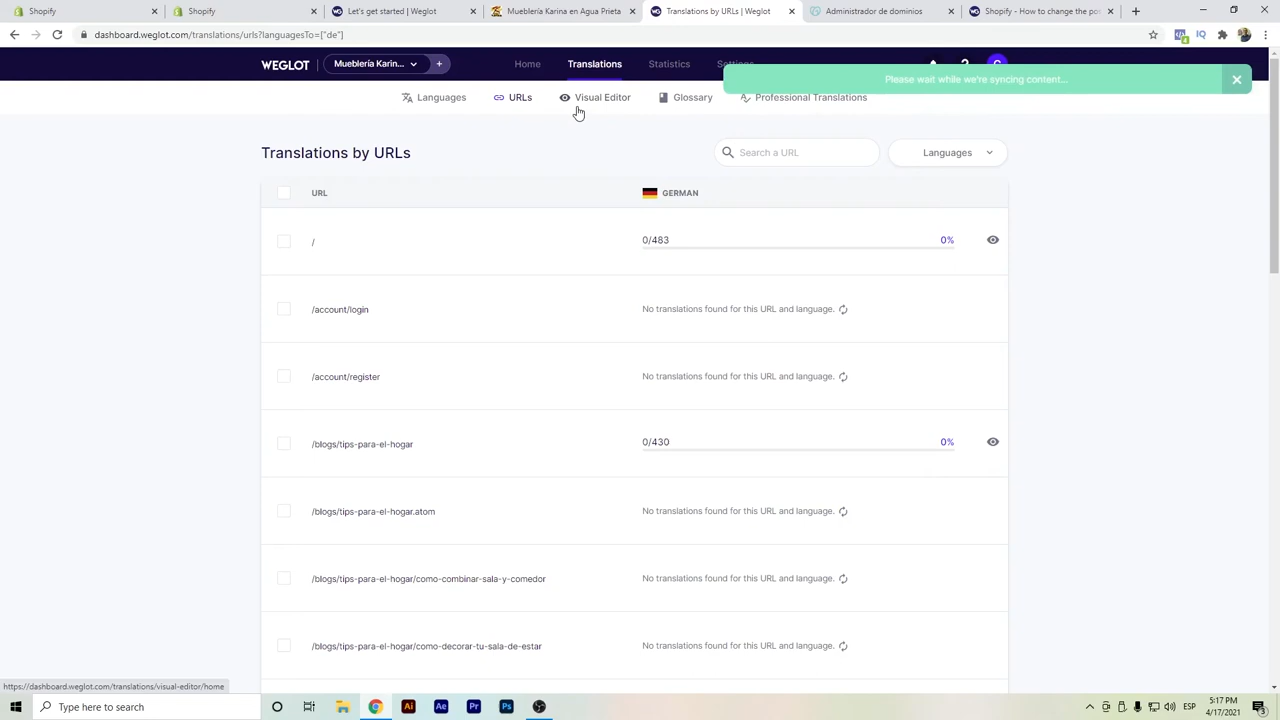 Shopify
Shopify
Let's get started | Weglot
Mueblería Karina en Agua Prieta
Translations by URLs | Weglot
Administrador de dominios
Shopify - How to change the po
dashboard.weglot.com/translations/urls?languagesTo=["de"]
WEGLOT
Mueblería Karin...
Home
Translations
Statistics
Settings
Please wait while we're syncing content...
Languages
URLs
Visual Editor
Glossary
Professional Translations
Translations by URLs
Search a URL
Languages
URL
GERMAN
/
0/483
0%
/account/login
No translations found for this URL and language.
/account/register
No translations found for this URL and language.
/blogs/tips-para-el-hogar
0/430
0%
/blogs/tips-para-el-hogar.atom
No translations found for this URL and language.
/blogs/tips-para-el-hogar/como-combinar-sala-y-comedor
No translations found for this URL and language.
/blogs/tips-para-el-hogar/como-decorar-tu-sala-de-estar
No translations found for this URL and language.
https://dashboard.weglot.com/translations/visual-editor/home
Type here to search
Ai
Ae
Pr
Ps
ESP
5:17 PM
4/17/2021